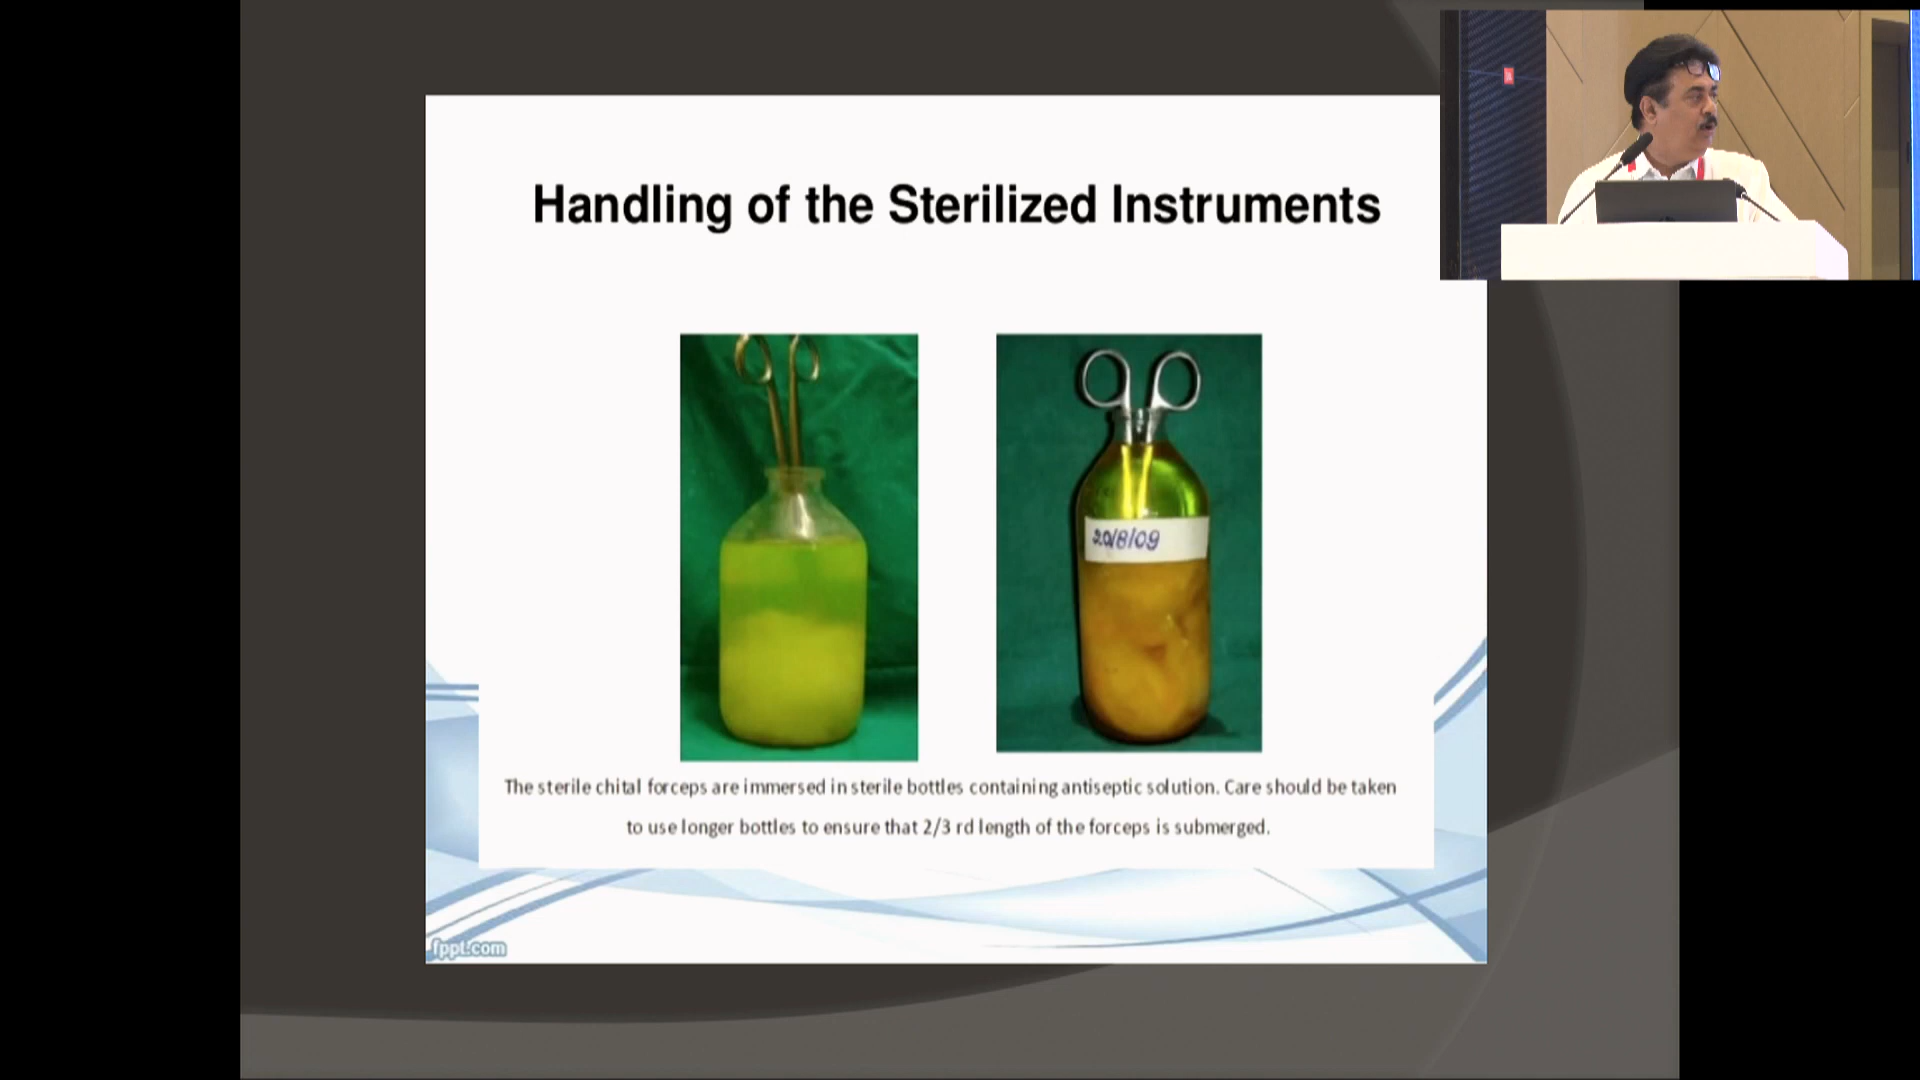 Handling of the Sterilized Instruments
20/8/09
The sterile chital forceps are immersed in sterile bottles containing antiseptic solution. Care should be taken
to use longer bottles to ensure that 2/3 rd length of the forceps is submerged.
fppt.com